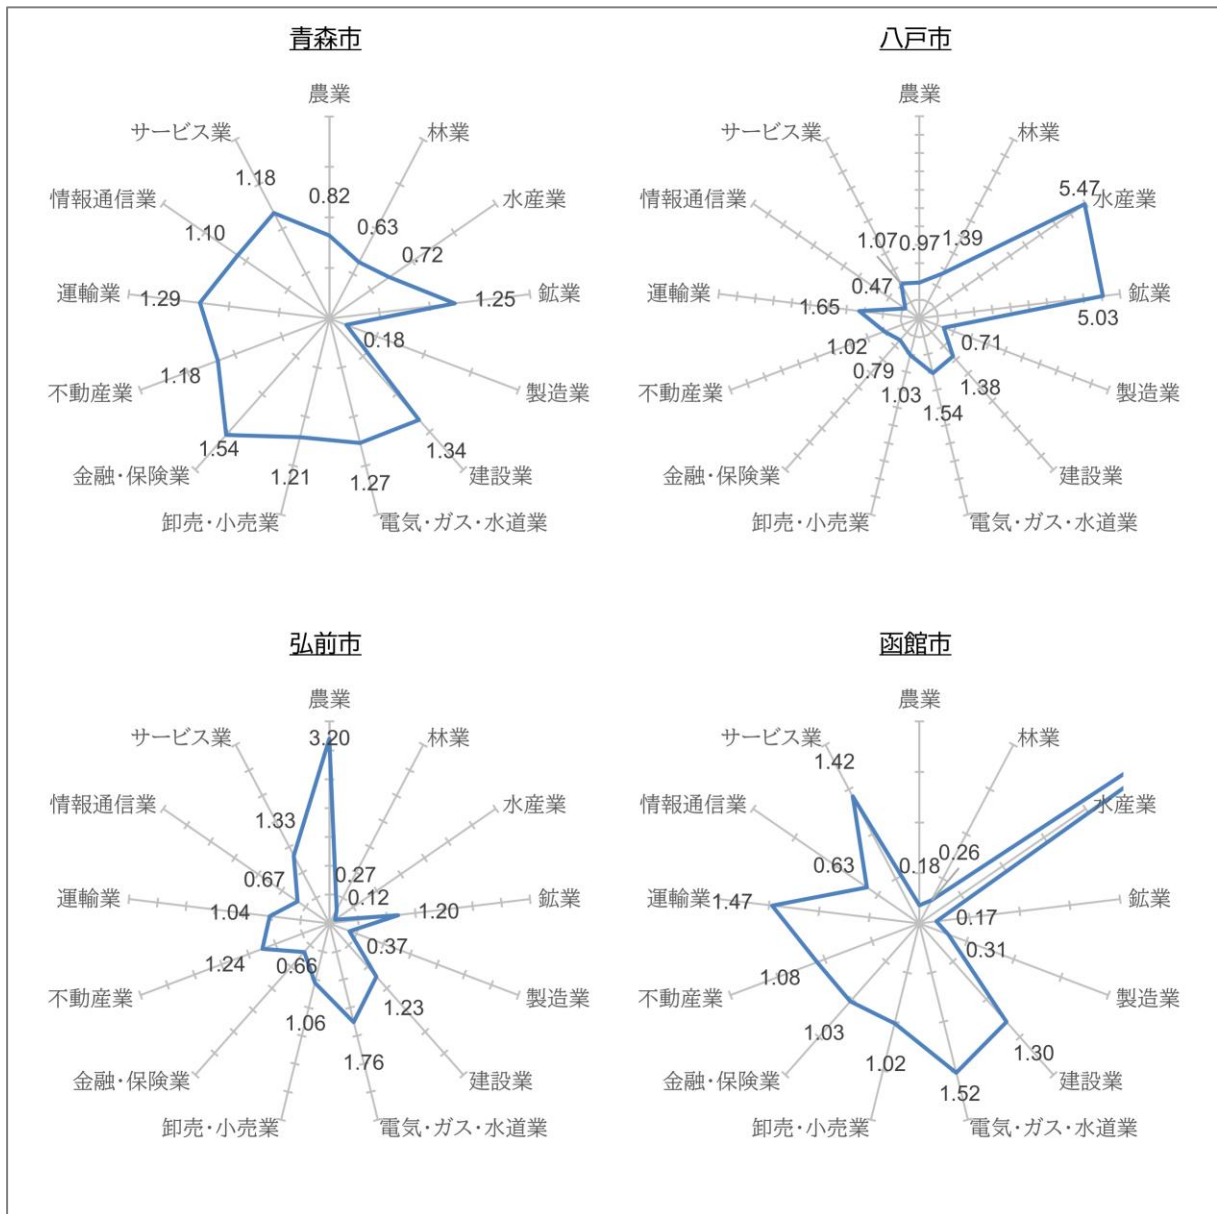 青森市
農業
サービス業
林業
1.18
0.82
0.63
情報通信業
1.10
0.72
水産業
運輸業
1.29
1.25
鉱業
0.18
不動産業
1.18
製造業
金融・保険業
1.54
1.34
建設業
1.21
1.27
卸売・小売業
電気・ガス・水道業
八戸市
農業
サービス業
林業
5.47
情報通信業
水産業
1.07
0.97
1.39
0.47
運輸業
1.65
鉱業
5.03
1.02
0.71
不動産業
0.79
1.38
製造業
1.03
1.54
金融・保険業
建設業
卸売・小売業
電気・ガス・水道業
弘前市
農業
3.20
サービス業
林業
情報通信業
水産業
1.33
0.67
0.27
0.12
運輸業
1.04
1.20
鉱業
1.24
0.66
0.37
不動産業
1.23
製造業
1.06
1.76
金融・保険業
建設業
卸売・小売業
電気・ガス・水道業
函館市
農業
サービス業
林業
1.42
情報通信業
水産業
0.63
0.18
0.26
運輸業
1.47
0.17
鉱業
0.31
不動産業
1.08
製造業
1.03
1.30
金融・保険業
1.02
1.52
建設業
卸売・小売業
電気・ガス・水道業